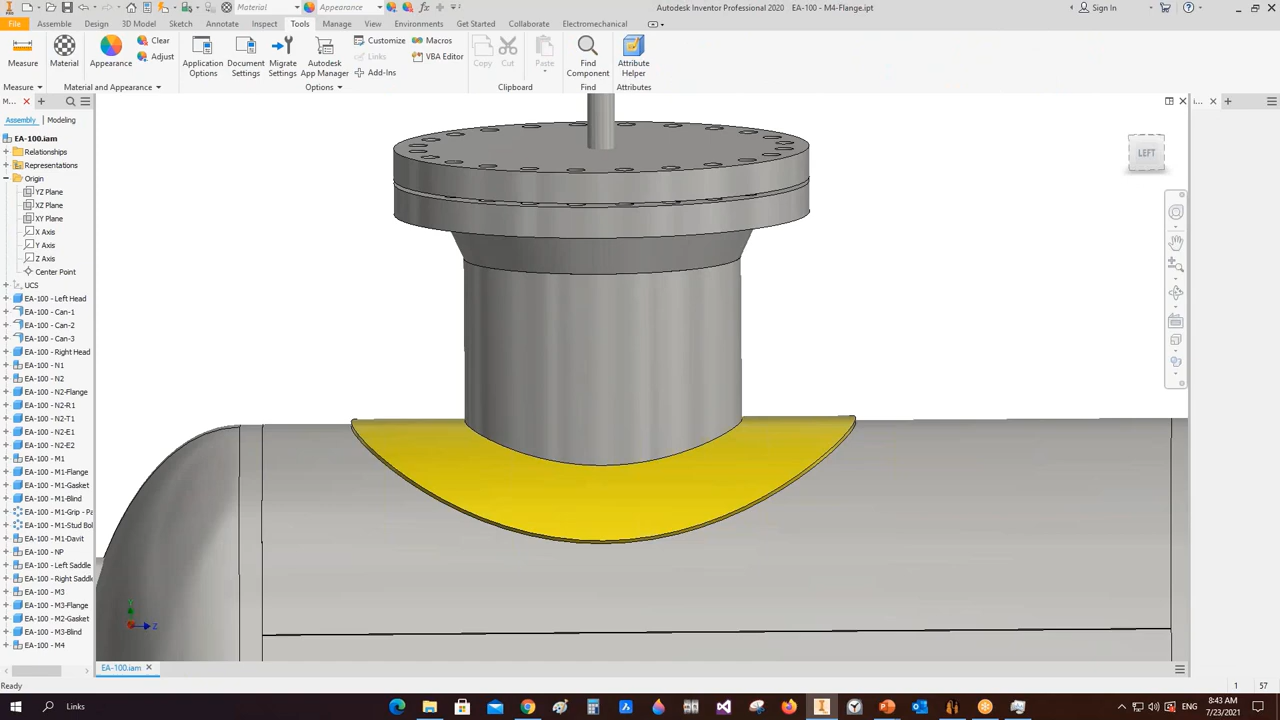 Material
Appearance
Autodesk Inventor Professional 2020 EA-100 - M4-Flange.ipt
Sign In
File
Assemble
Design
3D Model
Sketch
Annotate
Inspect
Tools
Manage
View
Environments
Get Started
Collaborate
Electromechanical
Measure
Material
Appearance
Clear
Adjust
Application Options
Document Settings
Migrate Settings
Autodesk App Manager
Customize
Links
Add-Ins
Macros
VBA Editor
Copy
Cut
Paste
Find Component
Attribute Helper
Measure
Material and Appearance
Options
Clipboard
Find
Attributes
M...
i...
Assembly
Modeling
EA-100.iam
Relationships
Representations
Origin
YZ Plane
XZ Plane
XY Plane
X Axis
Y Axis
Z Axis
Center Point
UCS
EA-100 - Left Head
EA-100 - Can-1
EA-100 - Can-2
EA-100 - Can-3
EA-100 - Right Head
EA-100 - N1
EA-100 - N2
EA-100 - N2-Flange
EA-100 - N2-R1
EA-100 - N2-T1
EA-100 - N2-E1
EA-100 - N2-E2
EA-100 - M1
EA-100 - M1-Flange
EA-100 - M1-Gasket
EA-100 - M1-Blind
EA-100 - M1-Grip - Pa
EA-100 - M1-Stud Bol
EA-100 - M1-Davit
EA-100 - NP
EA-100 - Left Saddle
EA-100 - Right Saddle
EA-100 - M3
EA-100 - M3-Flange
EA-100 - M2-Gasket
EA-100 - M3-Blind
EA-100 - M4
LEFT
Z
EA-100.iam
Ready
1
57
Links
8:43 AM
7/23/2021